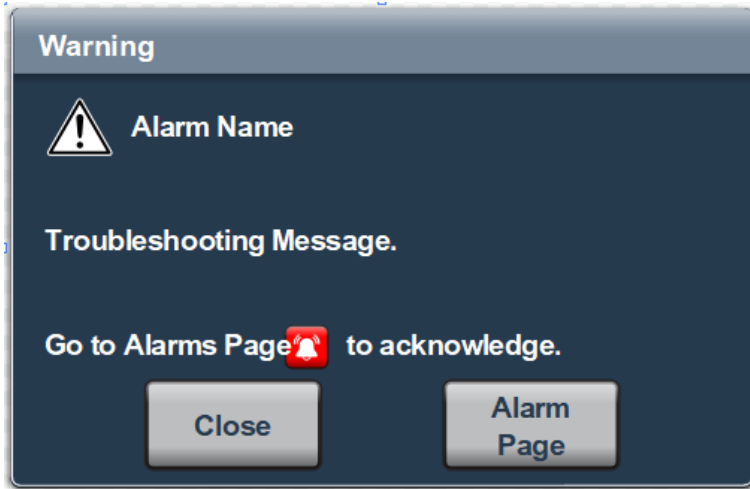 Warning
Alarm Name
Troubleshooting Message.
Go to Alarms Page to acknowledge.
Close
Alarm
Page